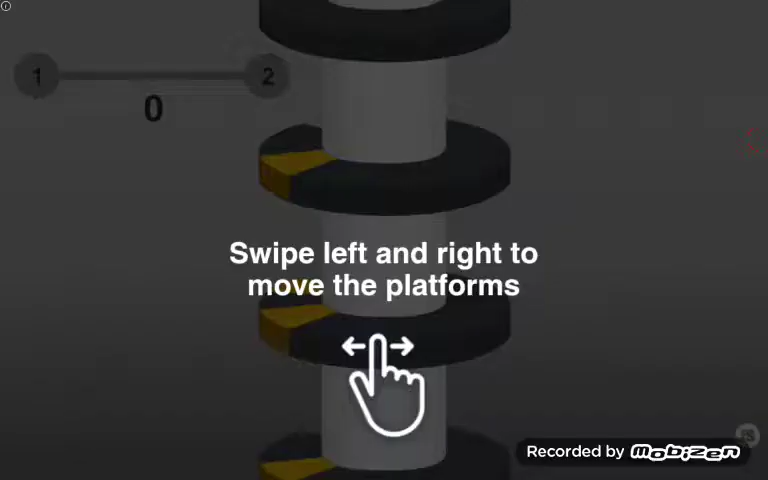 1
2
0
Swipe left and right to
move the platforms
Recorded by MOBIZEN